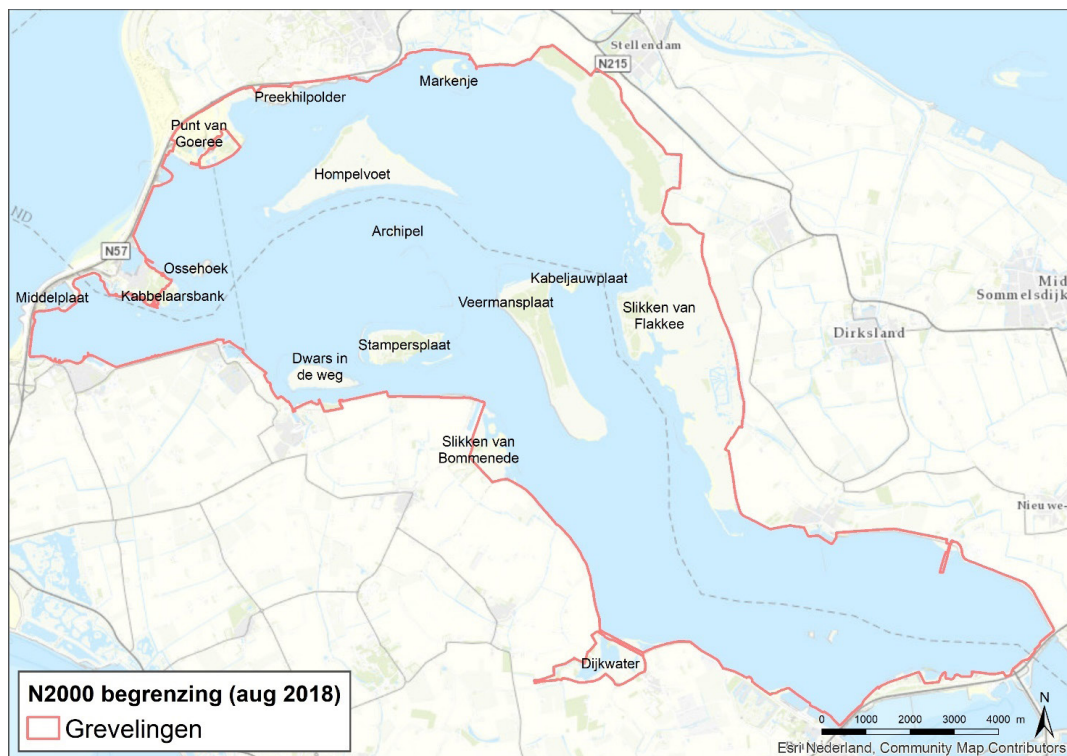 Stellendam
N215
Markenje
Preekhilpolder
Punt van
Goeree
Hompelvoet
ND
Archipel
N57
Ossehoek
Kabeljauwplaat
Middelplaat
Kabbelaarsbank
Veermansplaat
Slikken van
Flakkee
Mid
Sommelsdijk
Dirksland
Stampersplaat
Dwars in
de weg
Slikken van
Bommenede
Nieuwe-
Dijkwater
N2000 begrenzing (aug 2018)
Grevelingen
N
0 1000 2000 3000 4000 m
Esri Nederland, Community Map Contributors